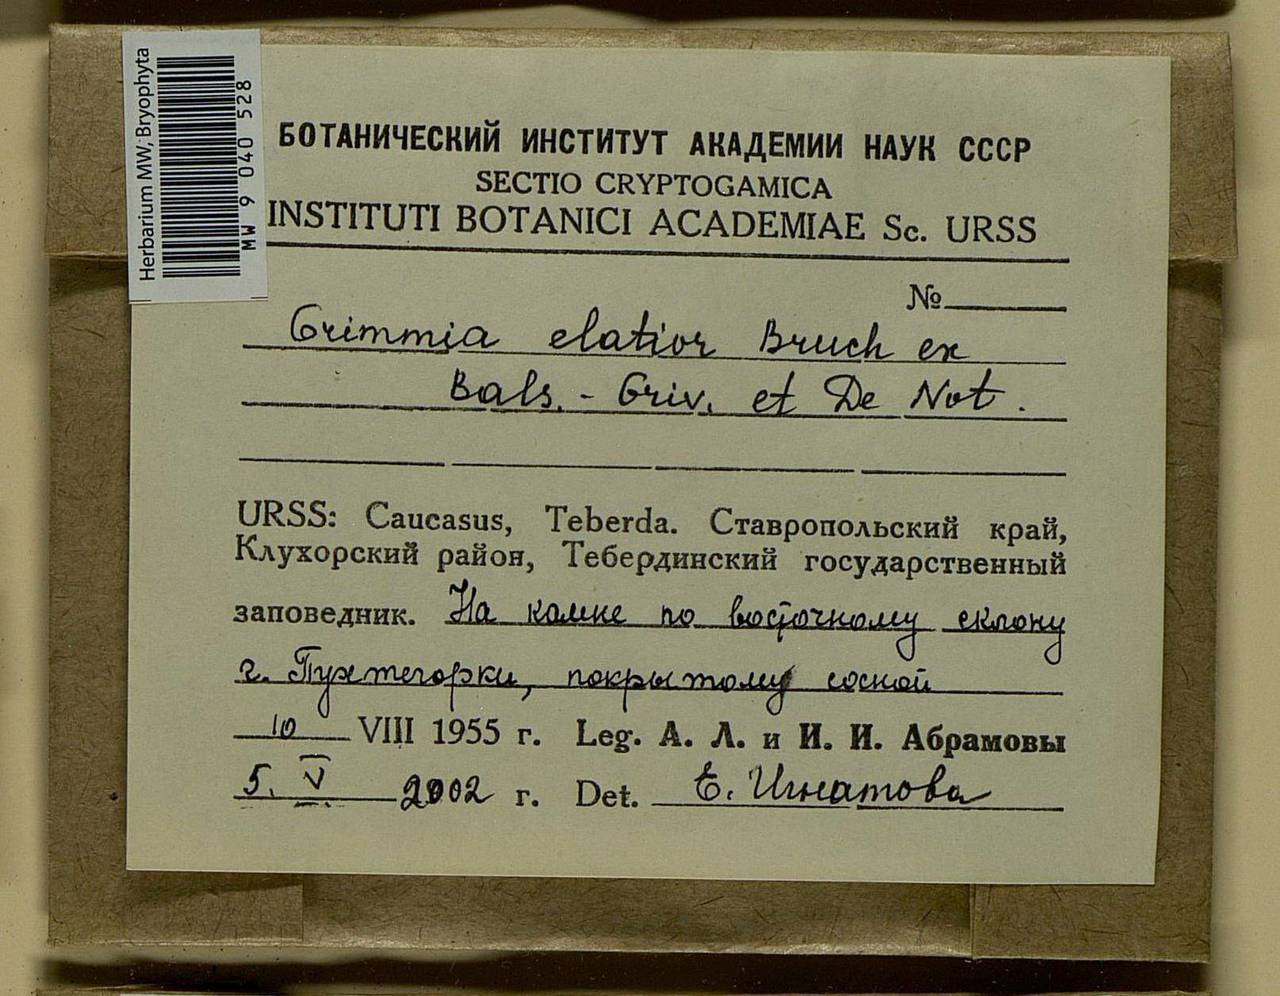 Herbarium MW, Bryophyta
MW 9 040 528
БОТАНИЧЕСКИЙ ИНСТИТУТ АКАДЕМИИ НАУК СССР
SECTIO CRYPTOGAMICA
INSTITUTI BOTANICI ACADEMIAE Sc. URSS
№
Grimmia elatior Bruch ex
Bals. - Griv. et De Not.
URSS: Caucasus, Teberda. Ставропольский край,
Клухорский район, Тебердинский государственный
заповедник. На камне по восточному склону
г. покрытому сосной
10 VIII 1955 г. Leg. А. Л. и И. И. Абрамовы
5. V 2002 г. Det. Е. Игнатова